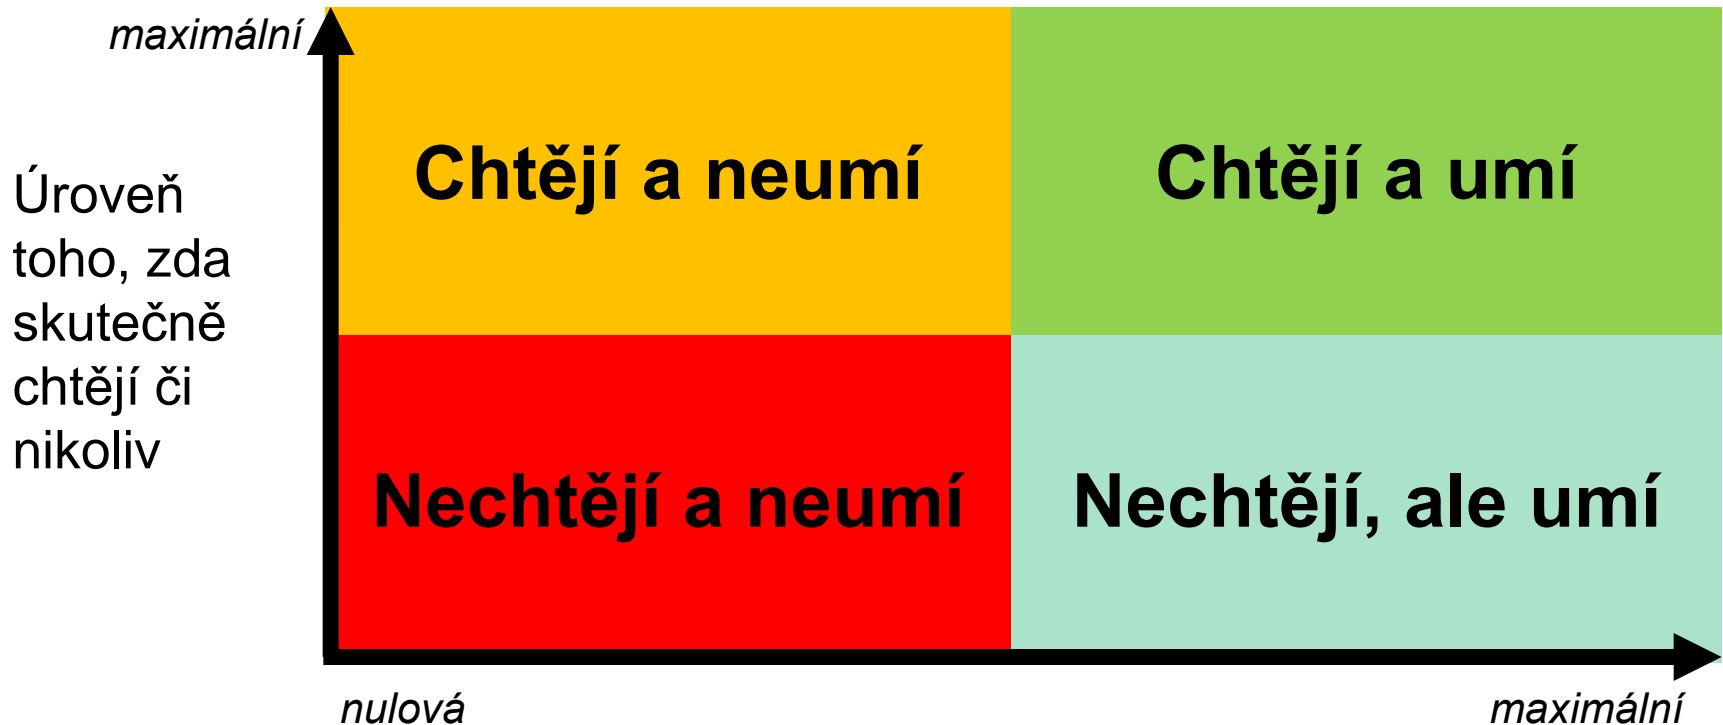 maximální
Úroveň
toho, zda
skutečně
chtějí či
nikoliv
Chtějí a neumí
Chtějí a umí
Nechtějí a neumí
Nechtějí, ale umí
nulová
maximální